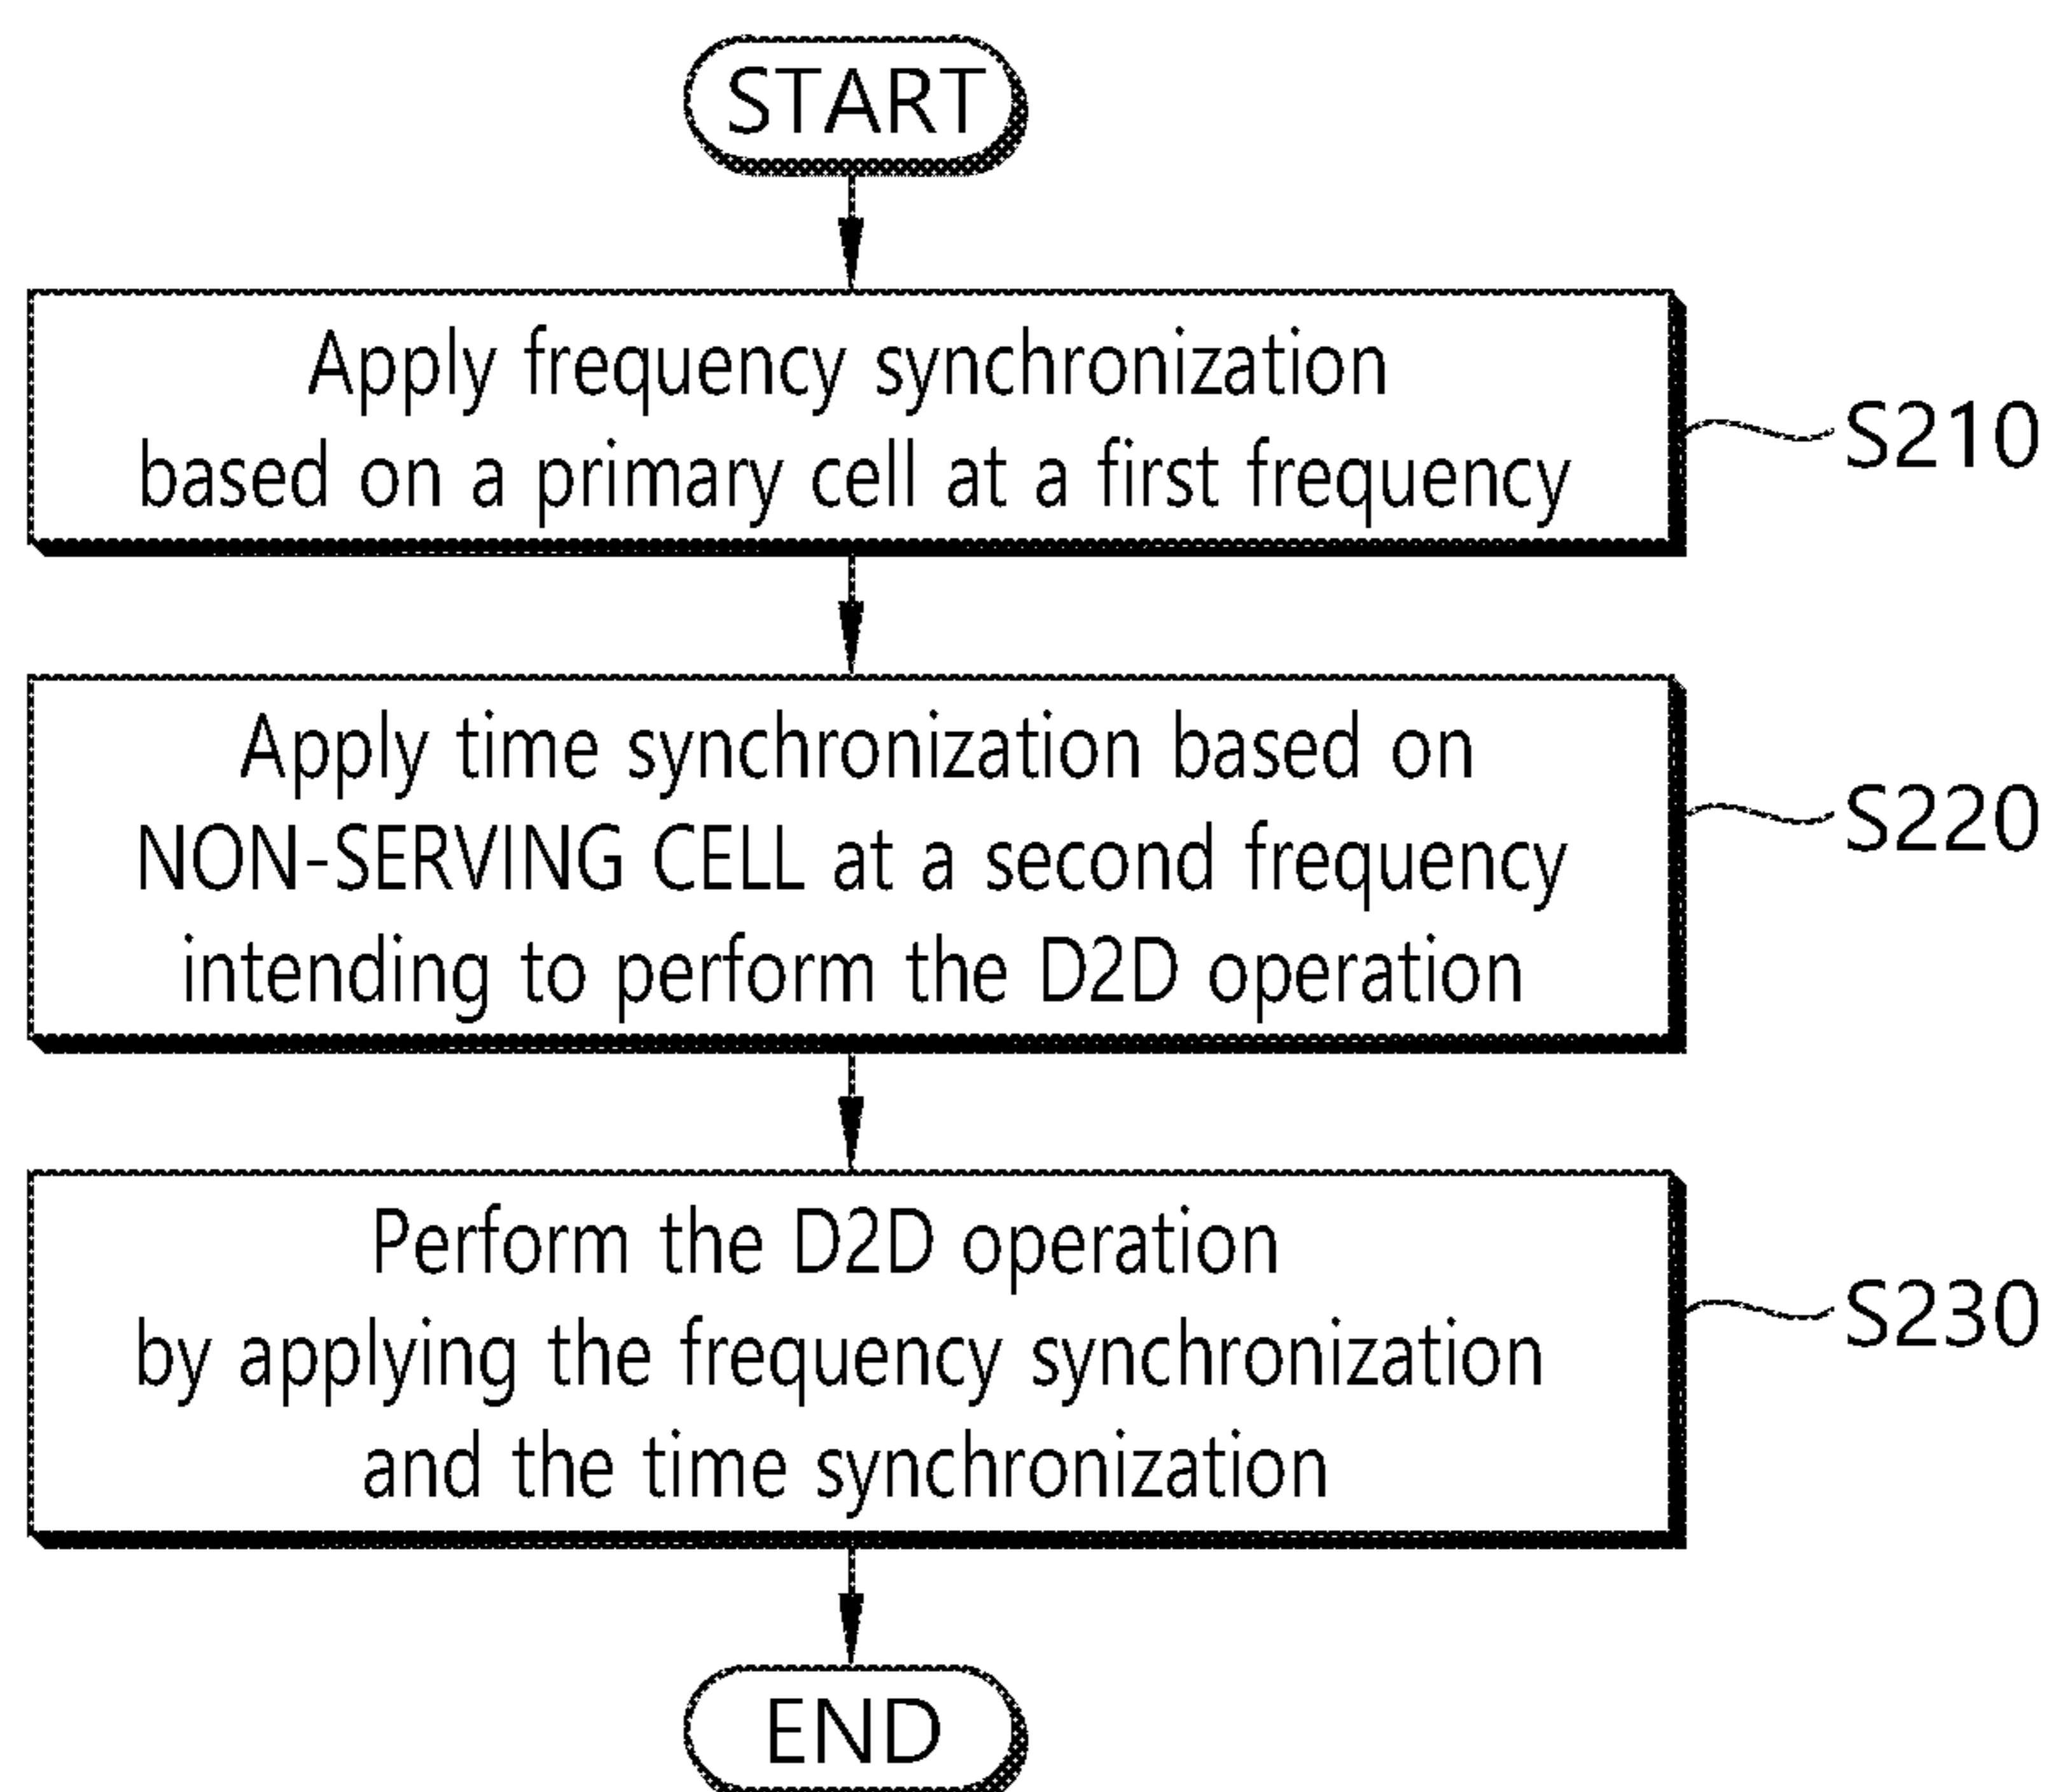 START
Apply frequency synchronization
based on a primary cell at a first frequency
S210
Apply time synchronization based on
NON-SERVING CELL at a second frequency
intending to perform the D2D operation
S220
Perform the D2D operation
by applying the frequency synchronization
and the time synchronization
S230
END